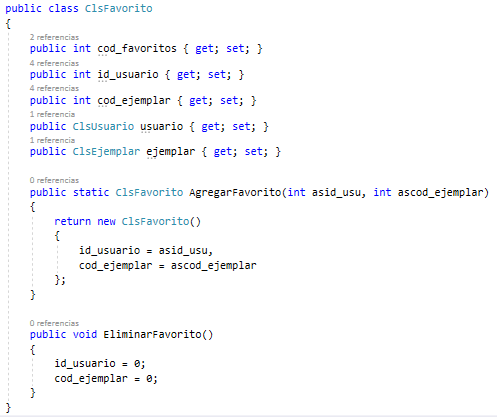 public class ClsFavorito
{
2 referencias
public int cod_favoritos { get; set; }
4 referencias
public int id_usuario { get; set; }
4 referencias
public int cod_ejemplar { get; set; }
1 referencia
public ClsUsuario usuario { get; set; }
1 referencia
public ClsEjemplar ejemplar { get; set; }
0 referencias
public static ClsFavorito AgregarFavorito(int asid_usu, int ascod_ejemplar)
{
return new ClsFavorito()
{
id_usuario = asid_usu,
cod_ejemplar = ascod_ejemplar
};
}
0 referencias
public void EliminarFavorito()
{
id_usuario = 0;
cod_ejemplar = 0;
}
}